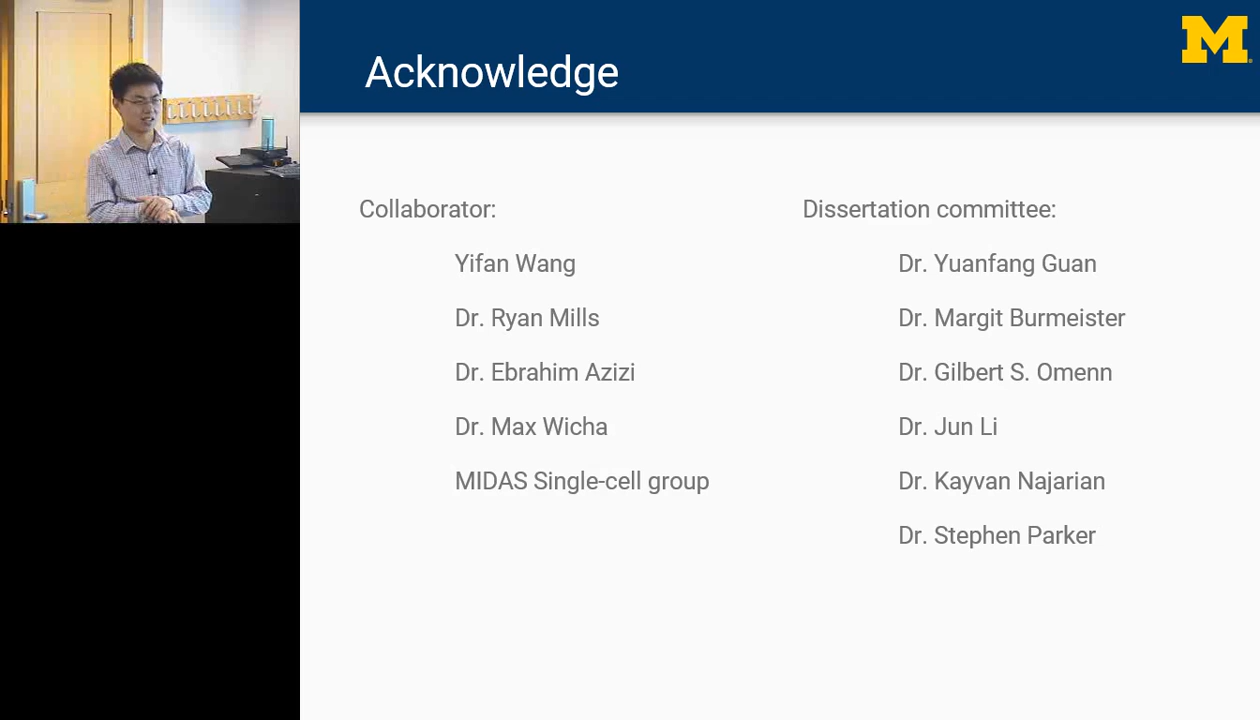 M
Acknowledge
Collaborator:
Yifan Wang
Dr. Ryan Mills
Dr. Ebrahim Azizi
Dr. Max Wicha
MIDAS Single-cell group
Dissertation committee:
Dr. Yuanfang Guan
Dr. Margit Burmeister
Dr. Gilbert S. Omenn
Dr. Jun Li
Dr. Kayvan Najarian
Dr. Stephen Parker